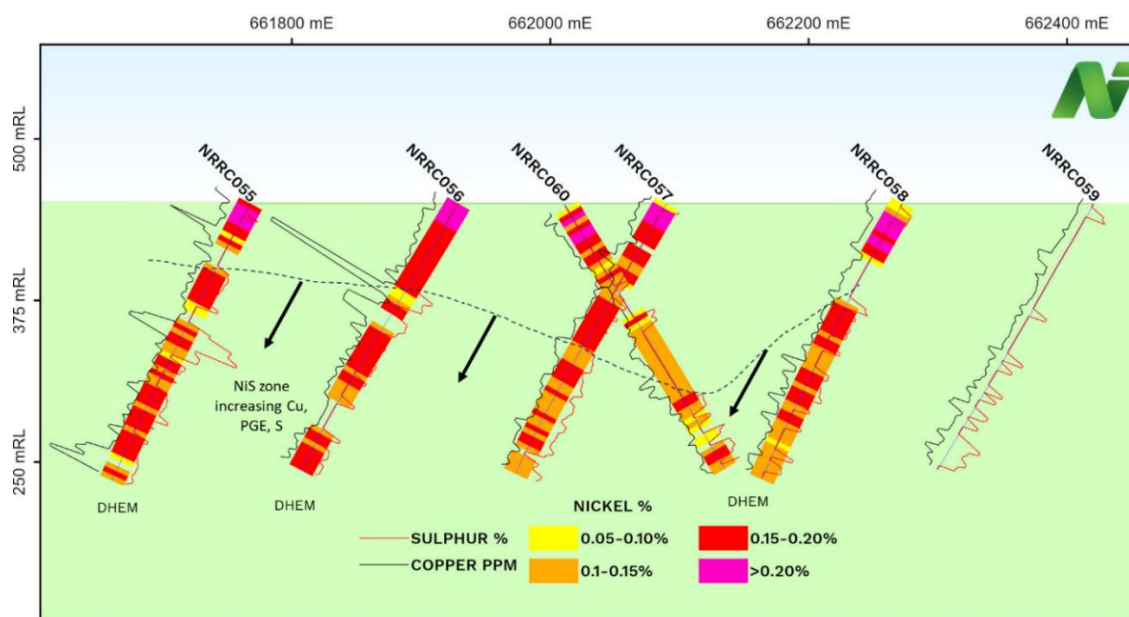 661800 mE
662000 mE
662200 mE
662400 mE
500 mRL
375 mRL
250 mRL
NRRC055
NRRC056
NRRC060
NRRC057
NRRC058
NRRC059
NiS zone
increasing Cu,
PGE, S
DHEM
DHEM
DHEM
NICKEL %
SULPHUR %
COPPER PPM
0.05-0.10%
0.15-0.20%
0.1-0.15%
>0.20%